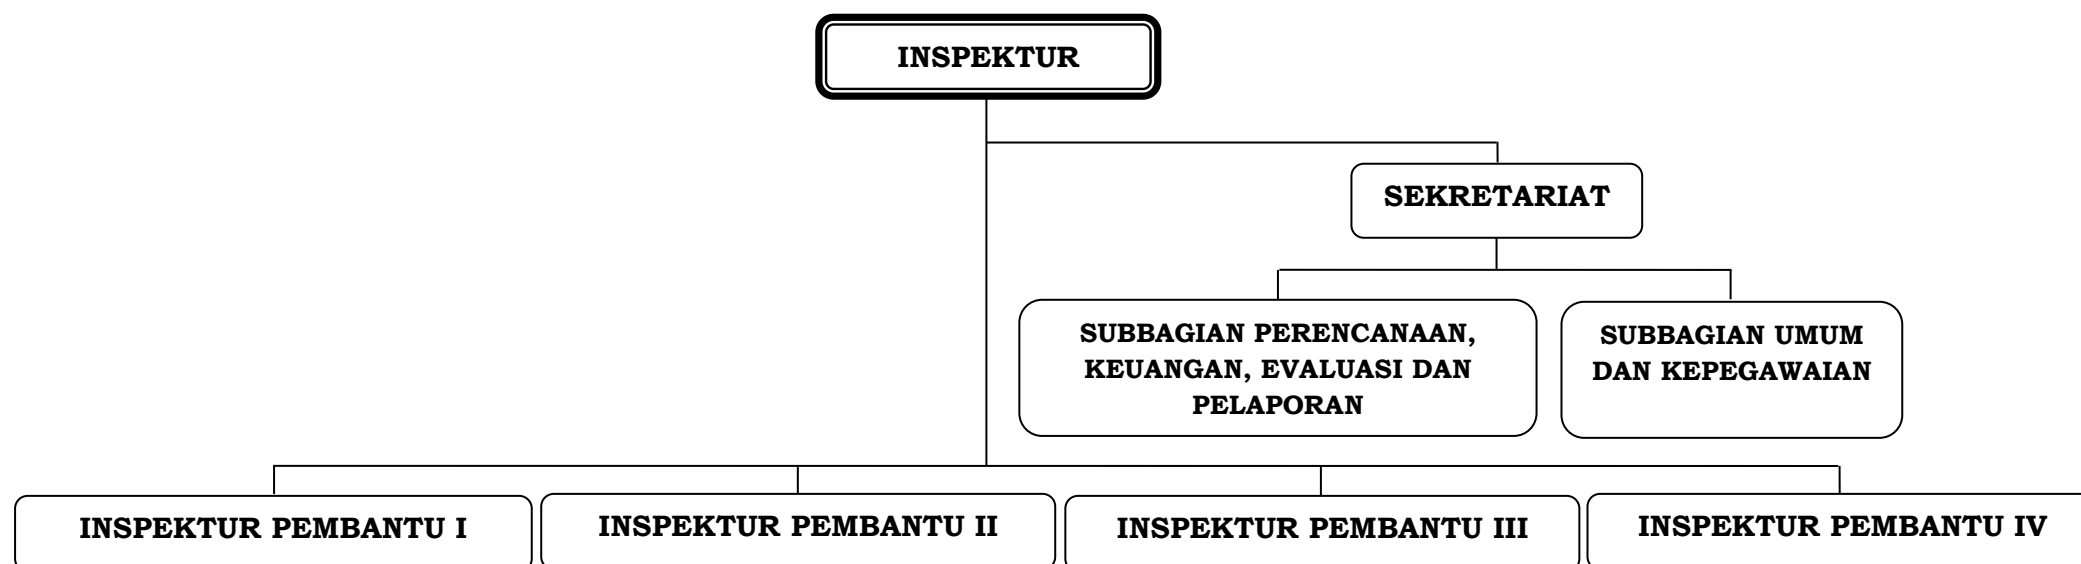 INSPEKTUR
SEKRETARIAT
SUBBAGIAN PERENCANAAN,
KEUANGAN, EVALUASI DAN
PELAPORAN
SUBBAGIAN UMUM
DAN KEPEGAWAIAN
INSPEKTUR PEMBANTU I
INSPEKTUR PEMBANTU II
INSPEKTUR PEMBANTU III
INSPEKTUR PEMBANTU IV